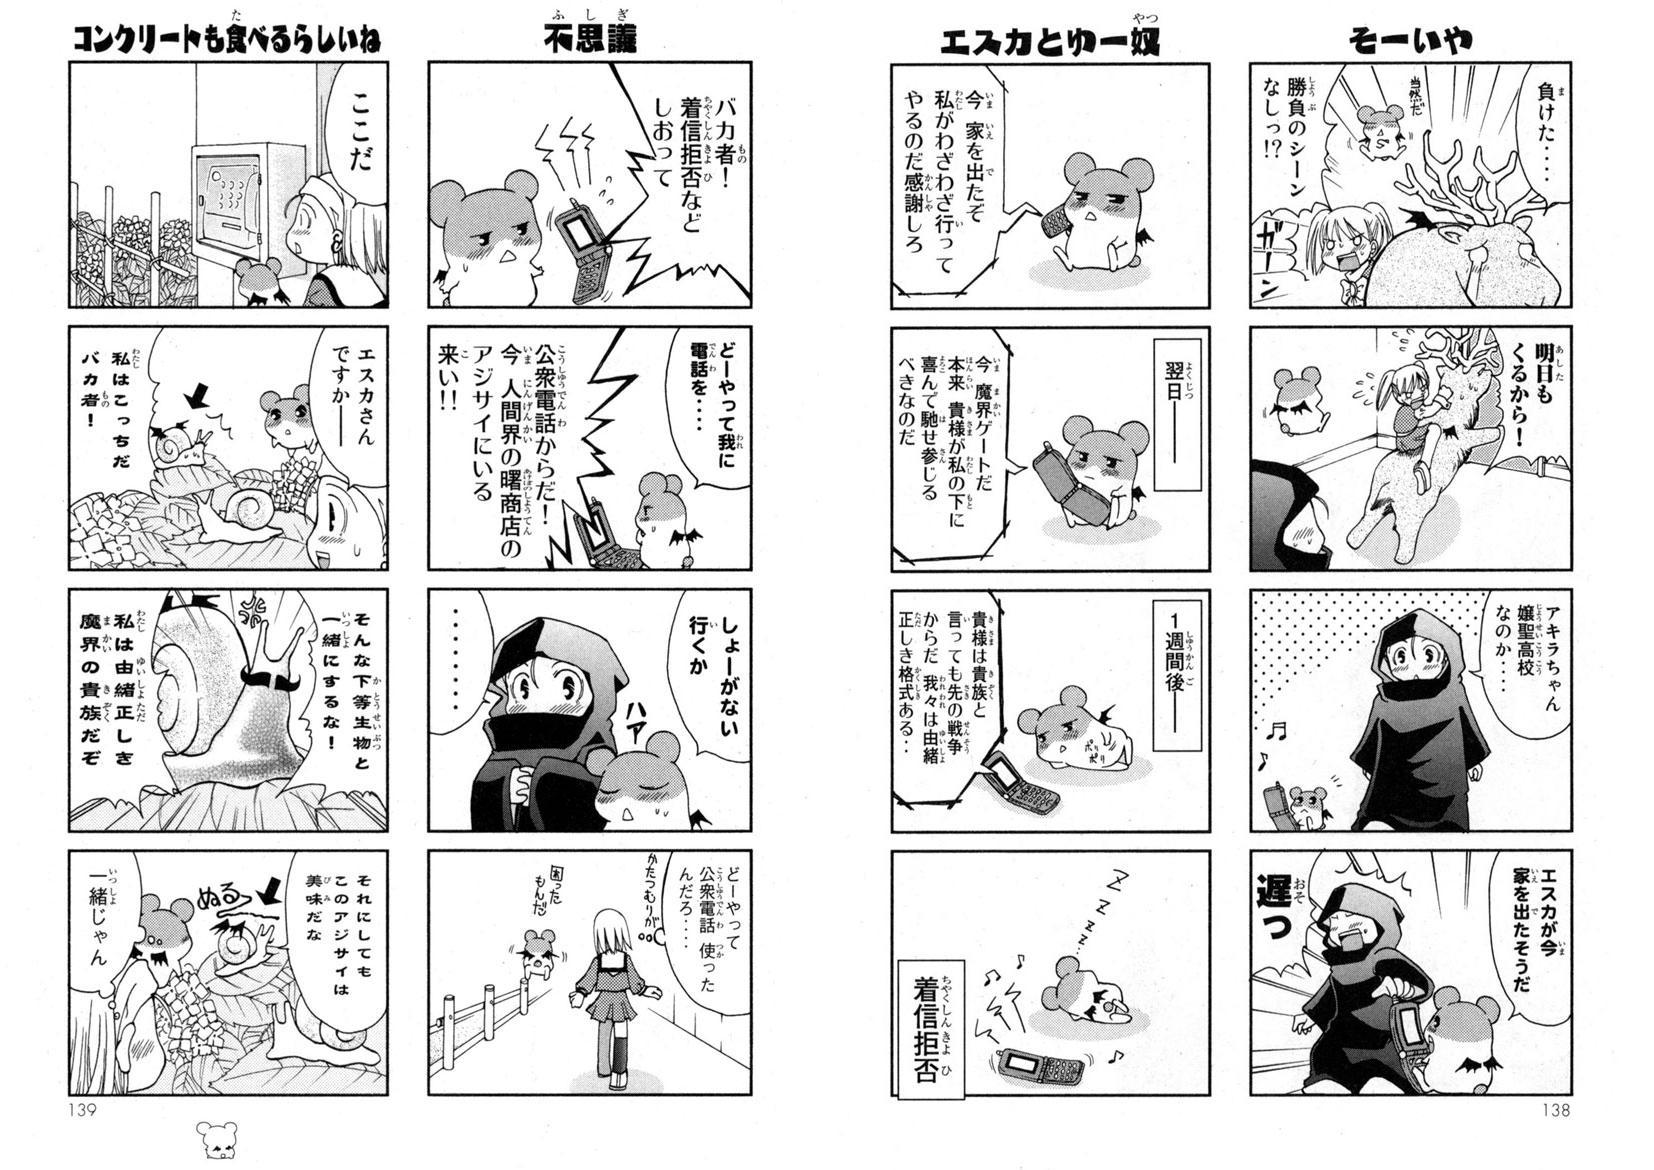 そーいや
負けた・・・・
当然だ
勝負のシーン
なしっ!?
ガーン
明日も
くるから！
アキラちゃん
嬢聖高校
なのか・・・
エスカが今
家を出たそうだ
遅っ
エスカとゆー奴
今 家を出たぞ
私がわざわざ行って
やるのだ感謝しろ
翌日――
今 魔界ゲートだ
本来 貴様が私の下に
喜んで馳せ参じる
べきなのだ
１週間後――
貴様は貴族と
言っても先の戦争
からだ 我々は由緒
正しき格式ある・・
ポリポリ
ZZZZZZ…
着信拒否
138
不思議
バカ者！
着信拒否など
しおって
どーやって我に
電話を・・・・
公衆電話からだ！
今 人間界の曙商店の
アジサイにいる
来い!!
しょーがない
行くか
ハア
・・・・・・・
どーやって
公衆電話 使った
んだろ・・・・
かたつむりが
困った
もんだ
コンクリートも食べるらしいね
ここだ
エスカさん
ですか――
私はこっちだ
バカ者！
そんな下等生物と
一緒にするな！
私は由緒正しき
魔界の貴族だぞ
それにしても
このアジサイは
美味だな
ぬる
一緒じゃん
139